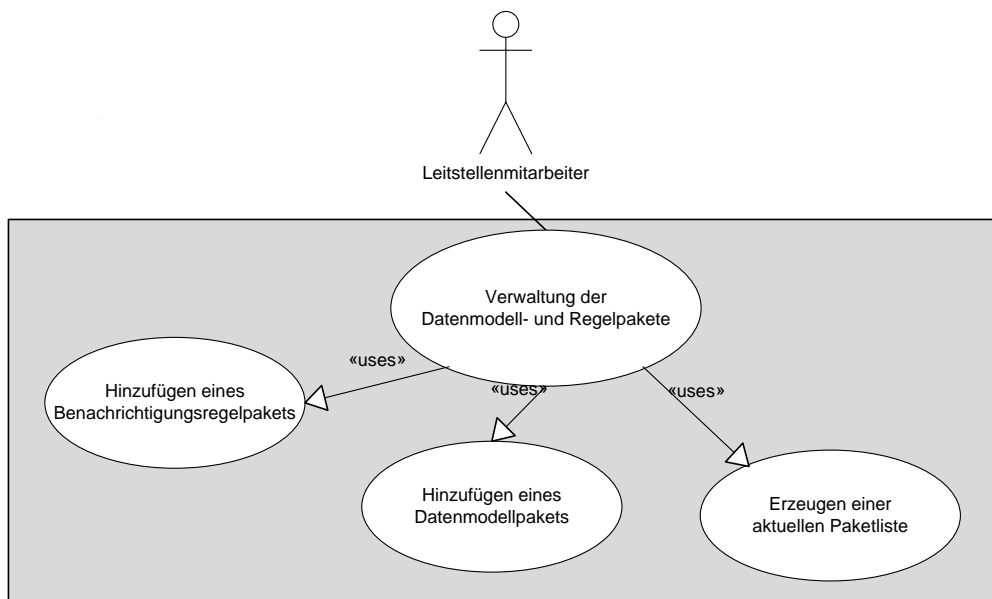 Leitstellenmitarbeiter
Verwaltung der
Datenmodell- und Regelpakete
«uses»
«uses»
«uses»
Hinzufügen eines
Benachrichtigungsregelpakets
Hinzufügen eines
Datenmodellpakets
Erzeugen einer
aktuellen Paketliste